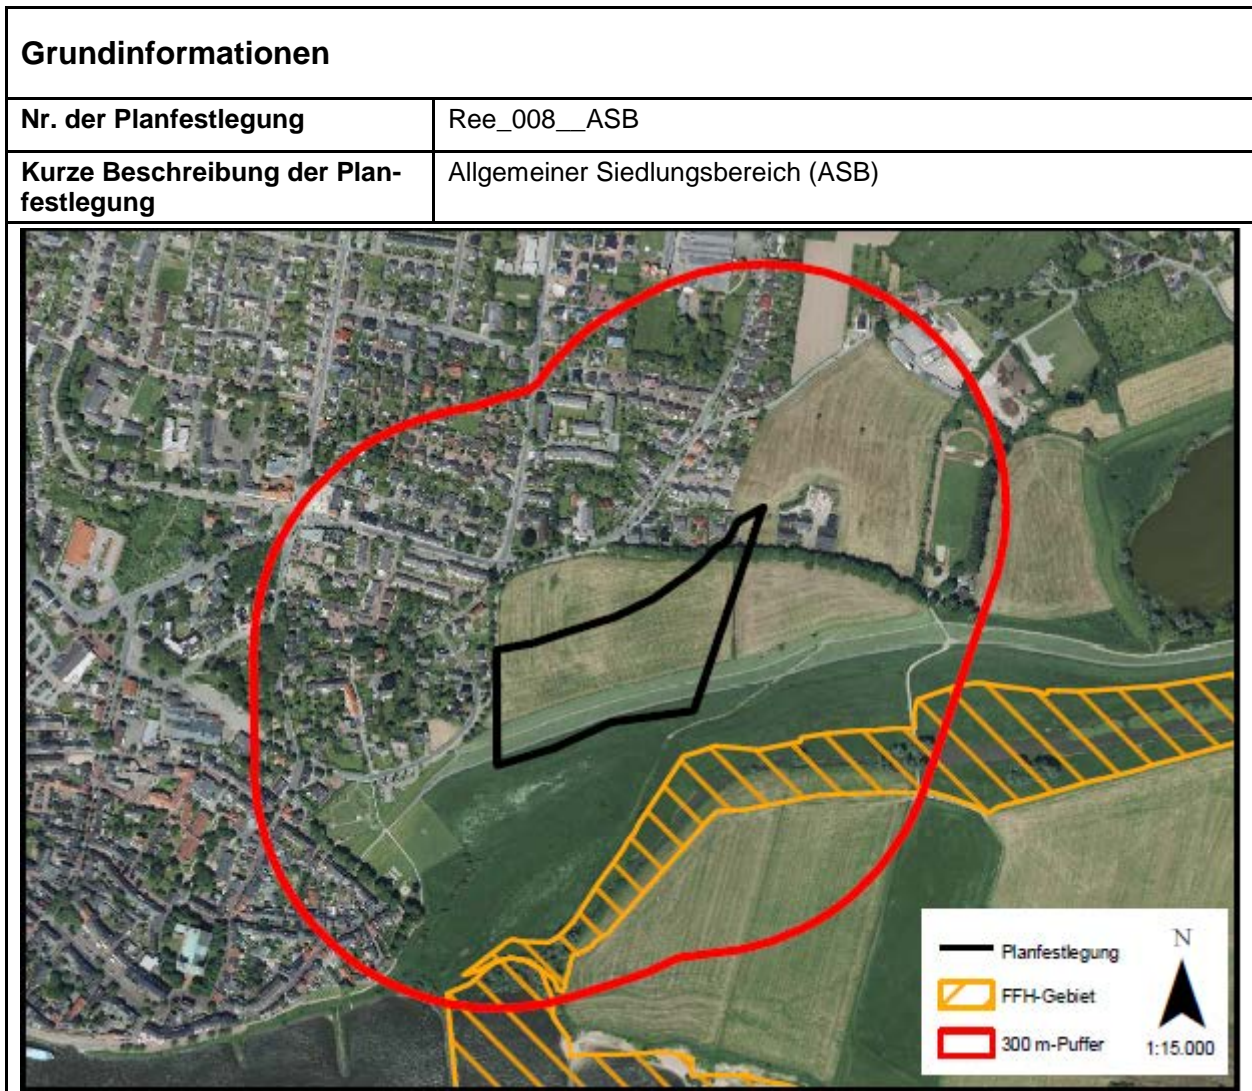 Grundinformationen
Nr. der Planfestlegung
Ree_008__ASB
Kurze Beschreibung der Plan-
festlegung
Allgemeiner Siedlungsbereich (ASB)
Planfestlegung
FFH-Gebiet
300 m-Puffer
N
1:15.000